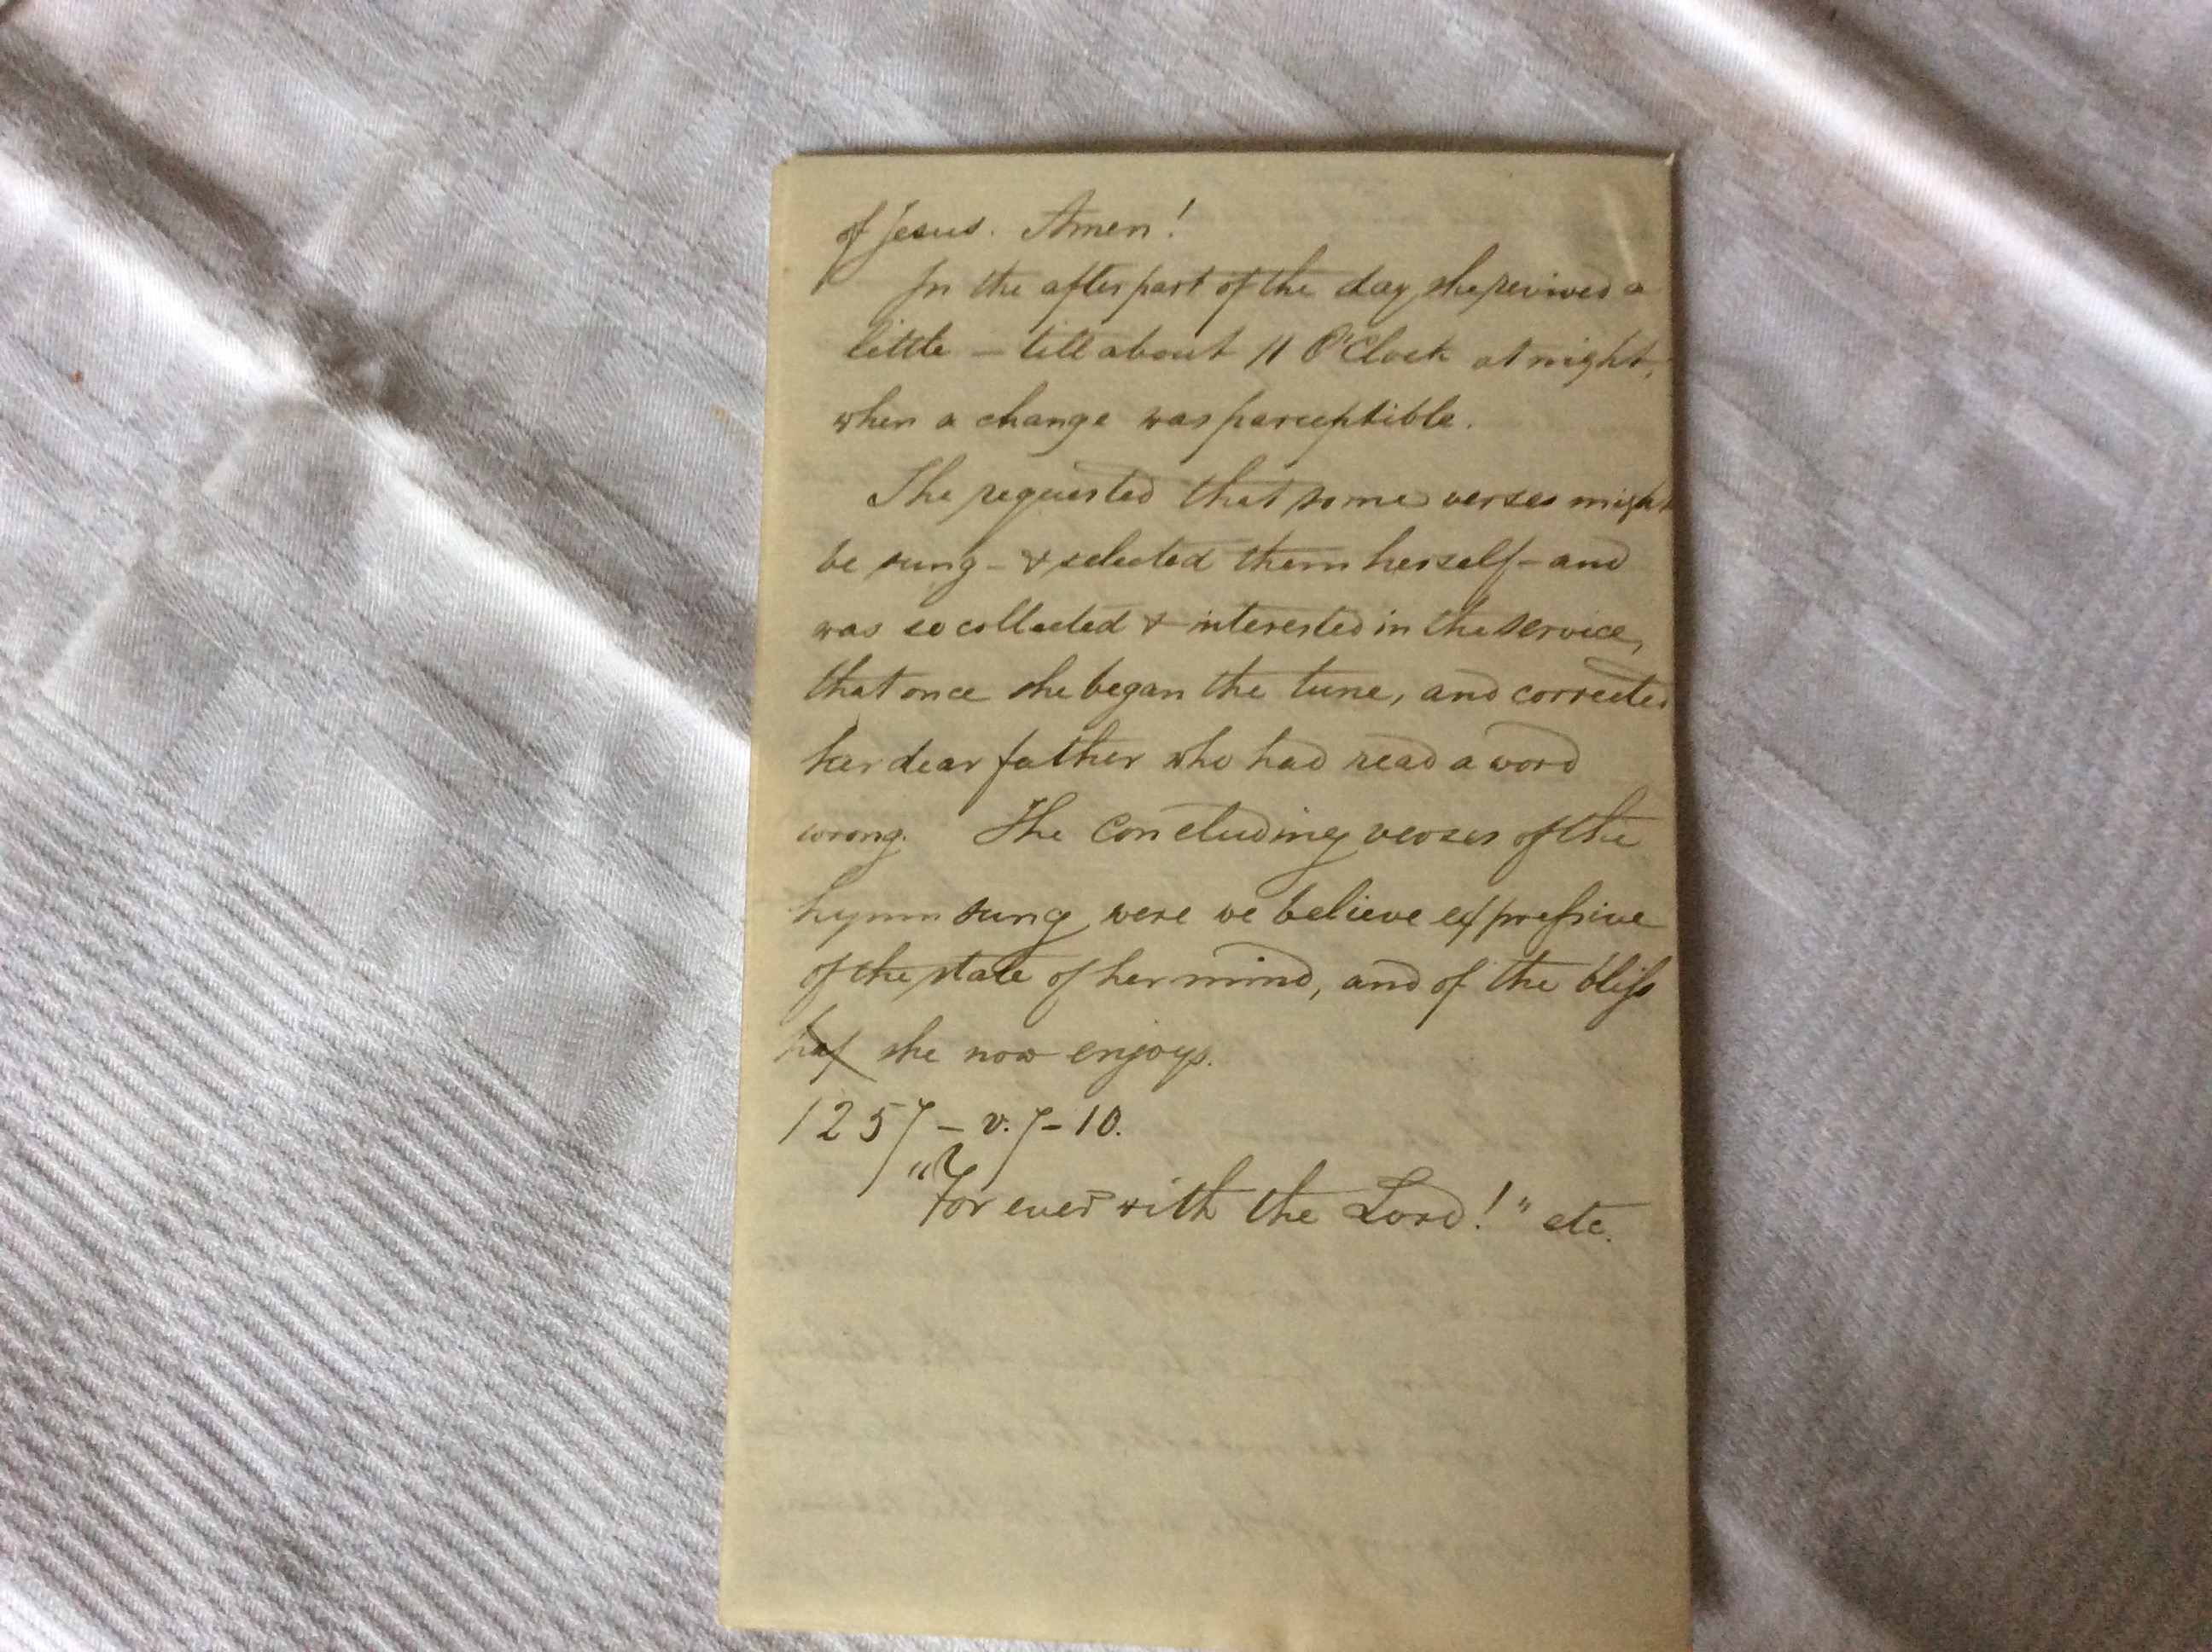 of Jesus. Amen!
In the after part of the day she revived a
little – till about 11 O'Clock at night,
when a change was parceptible.
She requested that some verses might
be sung – & selected them herself – and
was so collected & interested in the service,
that once she began the tune, and corrected
her dear father who had read a word
wrong. The concluding verses of the
hymn sung were we believe expressive
of the state of her mind, and of the bliss
she now enjoys.
1257 – v. 7 – 10.
"For ever with the Lord!" etc.